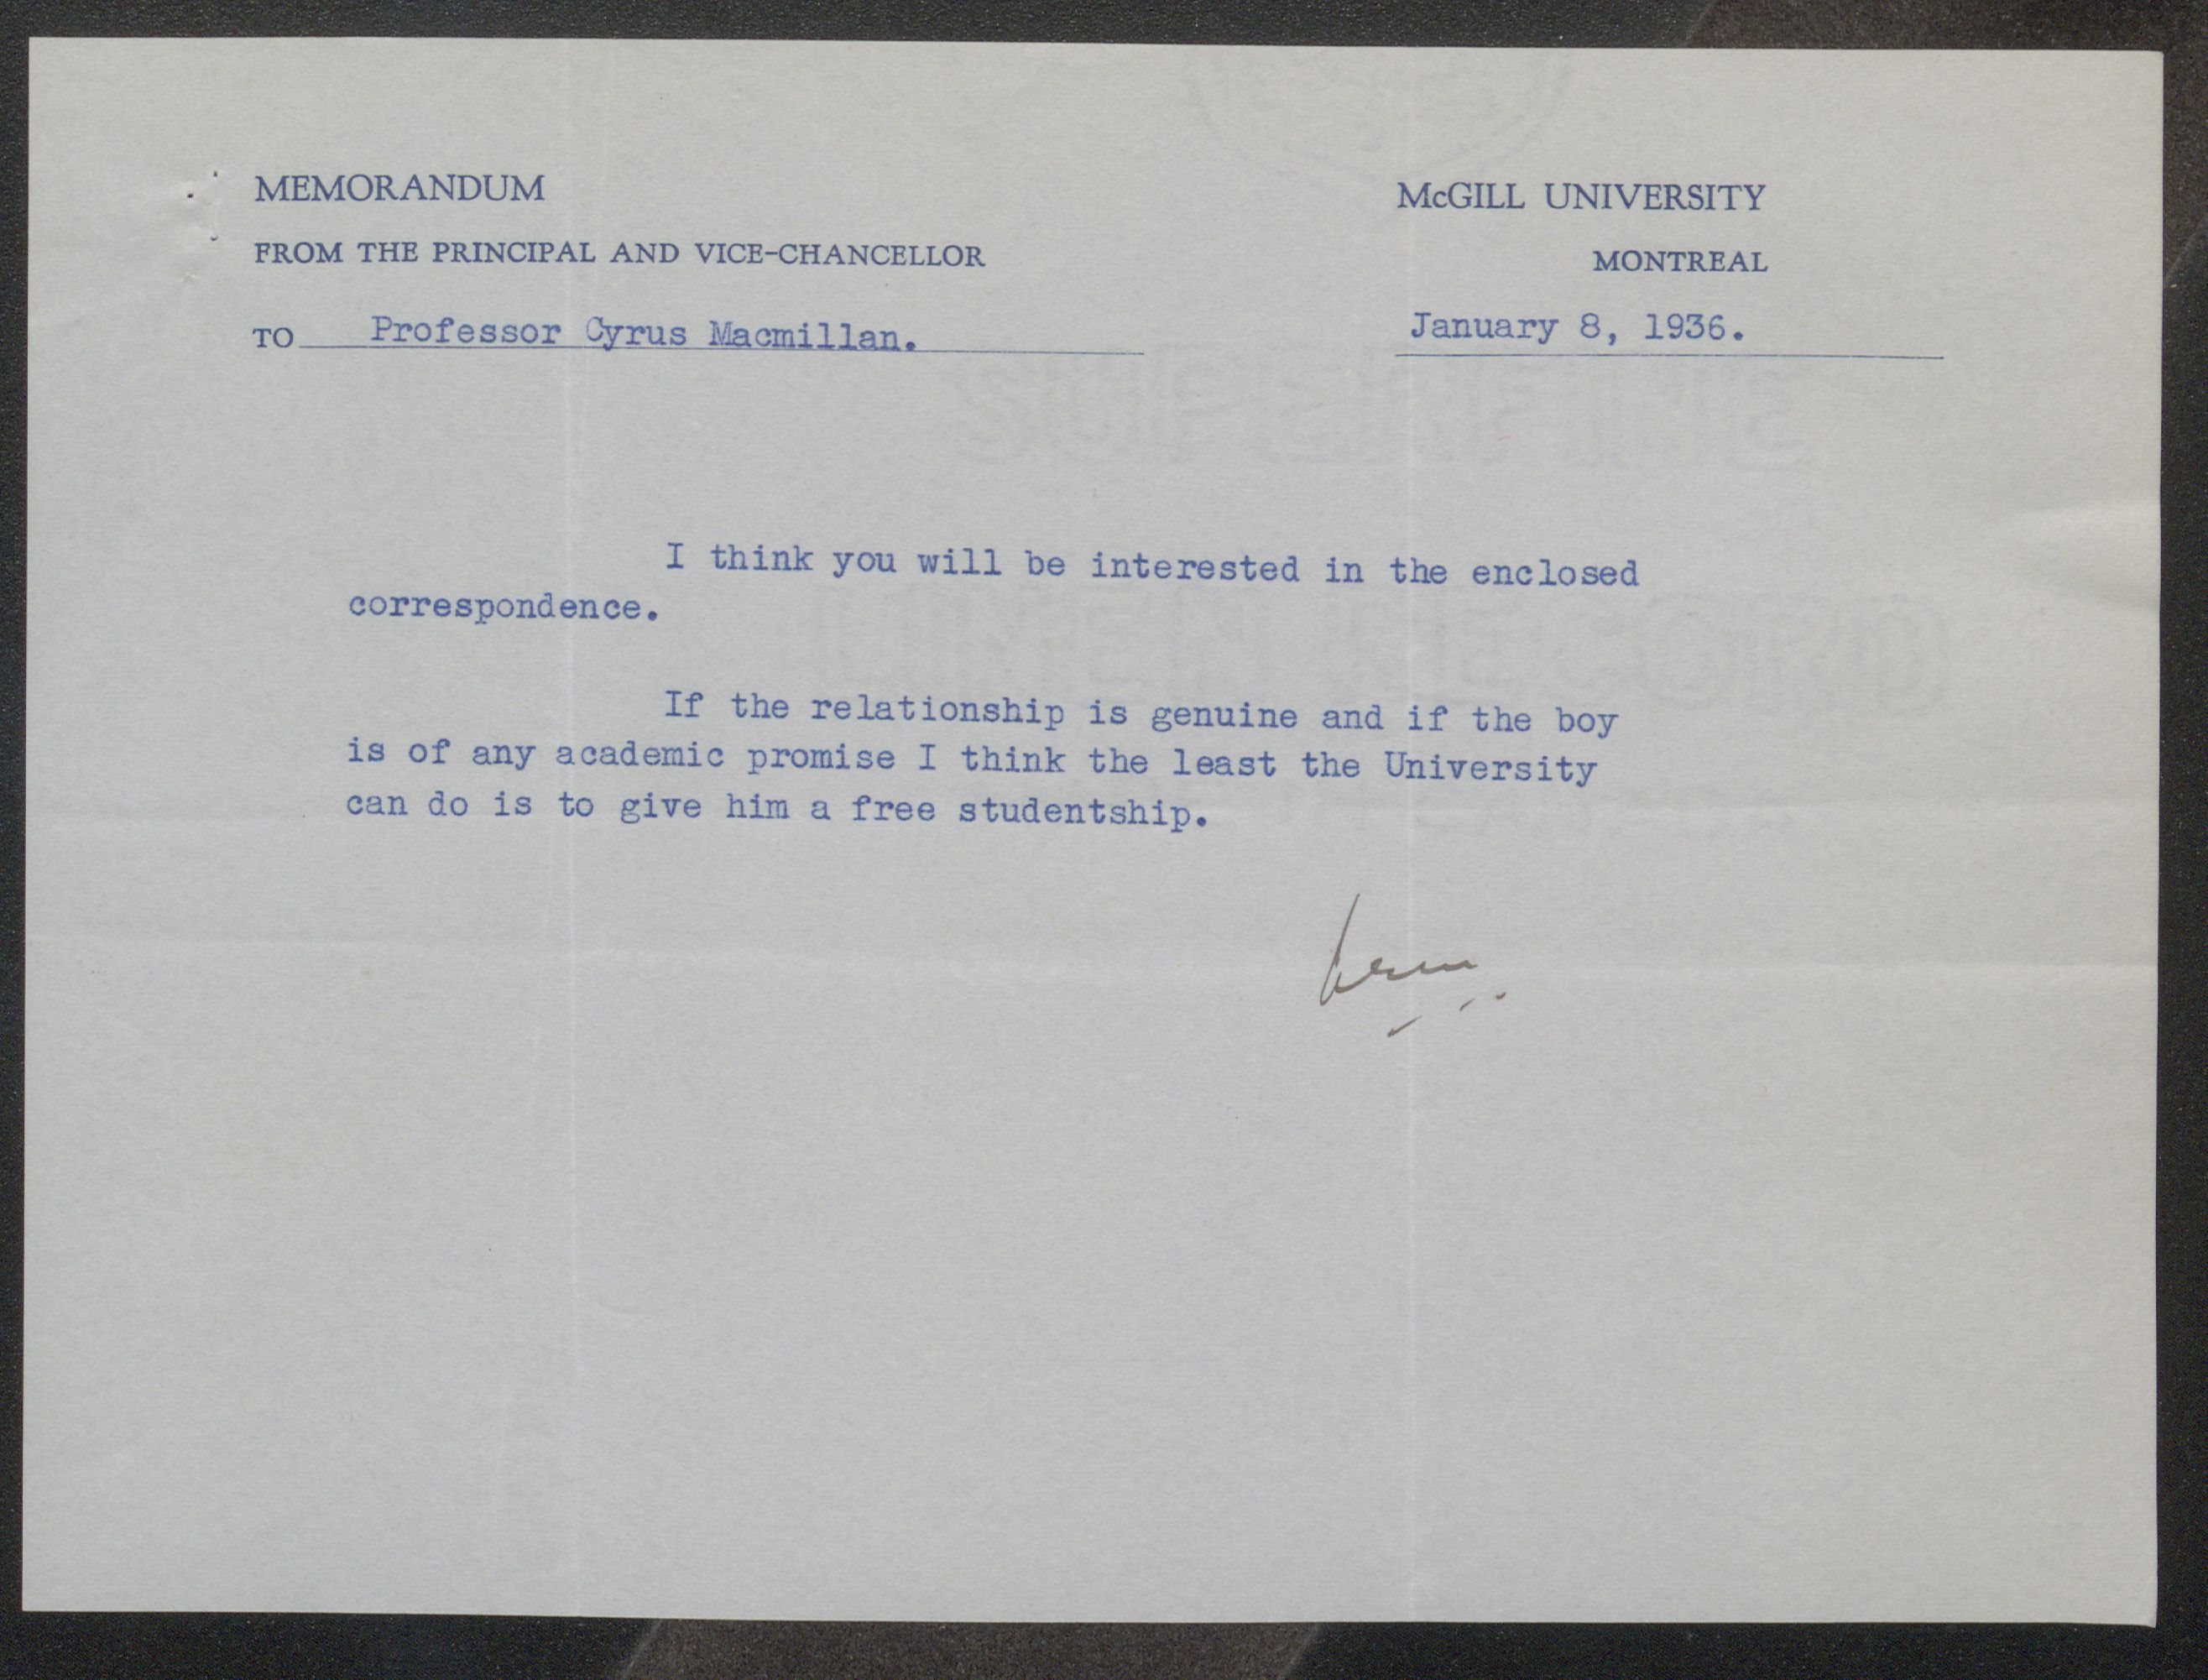 MEMORANDUM
McGILL UNIVERSITY
FROM THE PRINCIPAL AND VICE-CHANCELLOR
MONTREAL
TO Professor Cyrus Macmillan.
January 8, 1936.
I think you will be interested in the enclosed
correspondence.
If the relationship is genuine and if the boy
is of any academic promise I think the least the University
can do is to give him a free studentship.